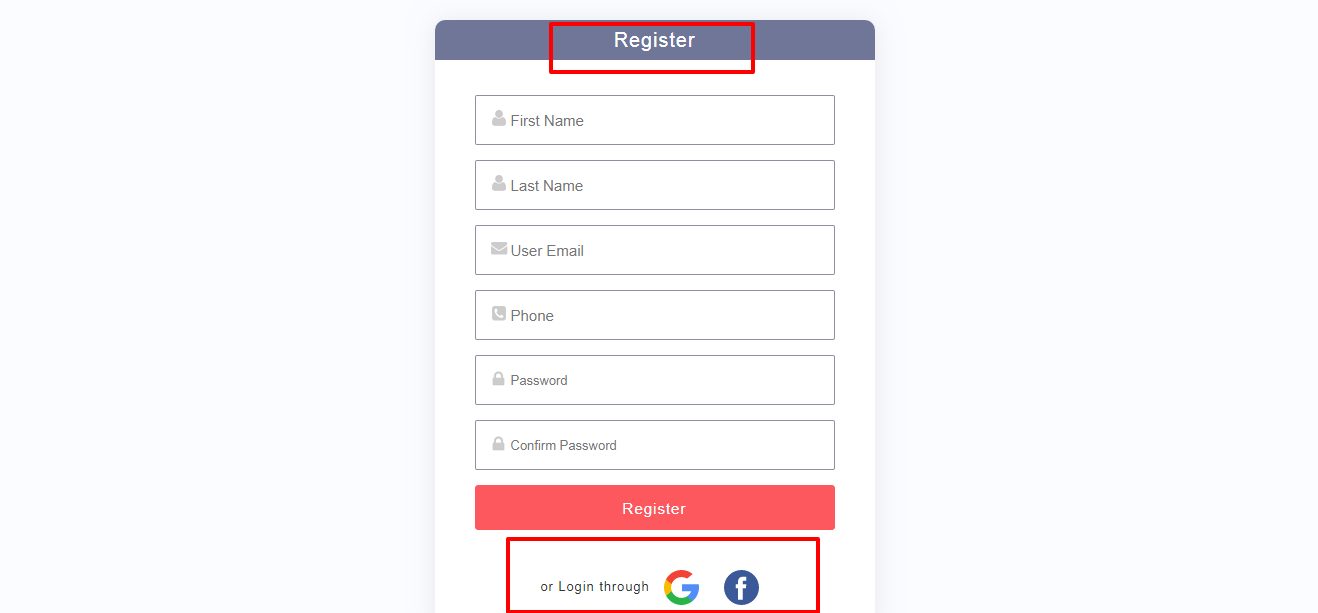 Register
First Name
Last Name
User Email
Phone
Password
Confirm Password
Register
or Login through